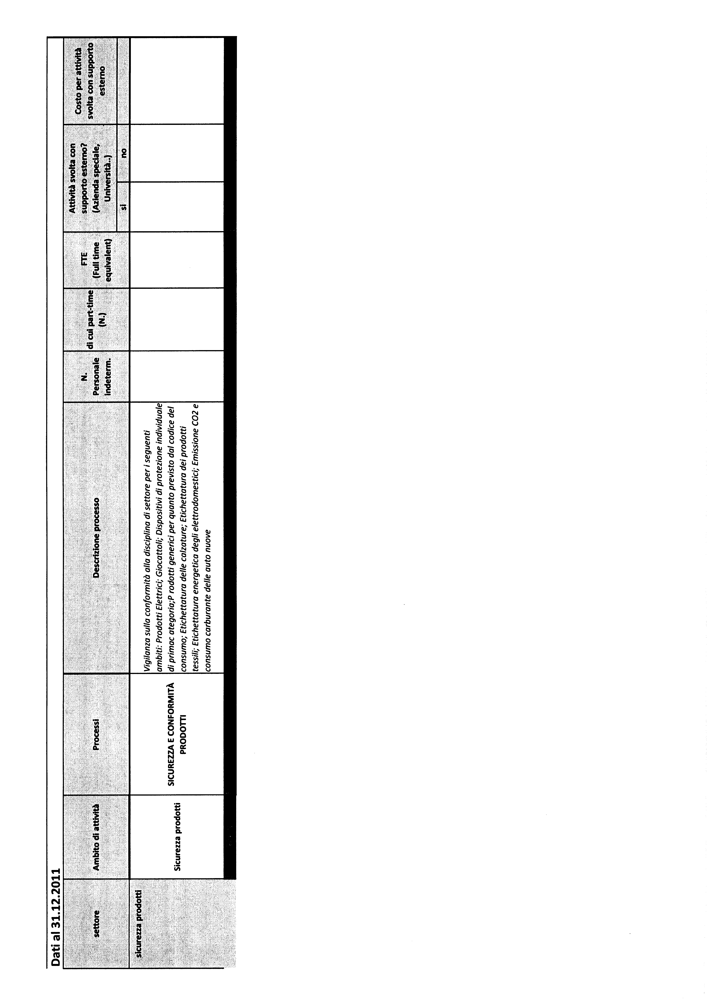 Dati al 31.12.2011
settore
Ambito di attività
Processi
Descrizione processo
N.
Personale
indeterm.
di cui part-time
(N.)
FTE
(Full time
equivalent)
Attività svolta con
supporto esterno?
(Azienda speciale,
Università..)
si
no
Costo per attività
svolta con supporto
esterno
sicurezza prodotti
Sicurezza prodotti
SICUREZZA E CONFORMITÀ
PRODOTTI
Vigilanza sulla conformità alla disciplina di settore per i seguenti
ambiti: Prodotti Elettrici; Giocattoli; Dispositivi di protezione individuale
di primac ategoria;P rodotti generici per quanto previsto dal codice del
consumo; Etichettatura delle calzature; Etichettatura dei prodotti
tessili; Etichettatura energetica degli elettrodomestici; Emissione CO2 e
consumo carburante delle auto nuove